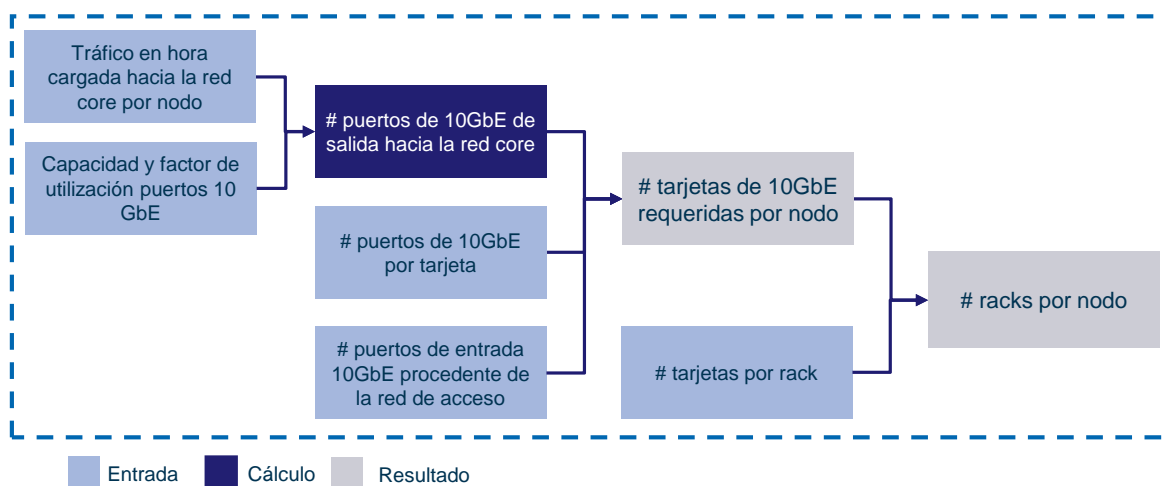 Tráfico en hora
cargada hacia la red
core por nodo
Capacidad y factor de
utilización puertos 10
GbE
# puertos de 10GbE de
salida hacia la red core
# puertos de 10GbE
por tarjeta
# puertos de entrada
10GbE procedente de
la red de acceso
# tarjetas de 10GbE
requeridas por nodo
# tarjetas por rack
# racks por nodo
Entrada
Cálculo
Resultado